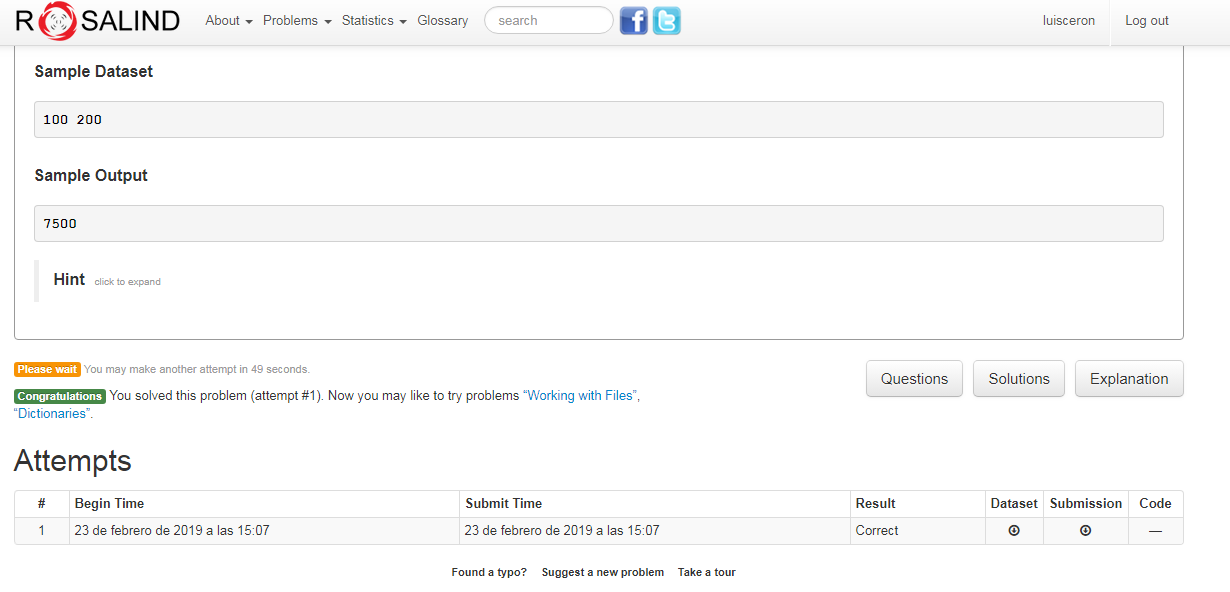 ROSALIND About Problems Statistics Glossary search luisceron Log out
Sample Dataset
100 200
Sample Output
7500
Hint click to expand
Please wait You may make another attempt in 49 seconds.
Questions Solutions Explanation
Congratulations You solved this problem (attempt #1). Now you may like to try problems “Working with Files”,
“Dictionaries”.
Attempts
# Begin Time Submit Time Result Dataset Submission Code
1 23 de febrero de 2019 a las 15:07 23 de febrero de 2019 a las 15:07 Correct —
Found a typo? Suggest a new problem Take a tour